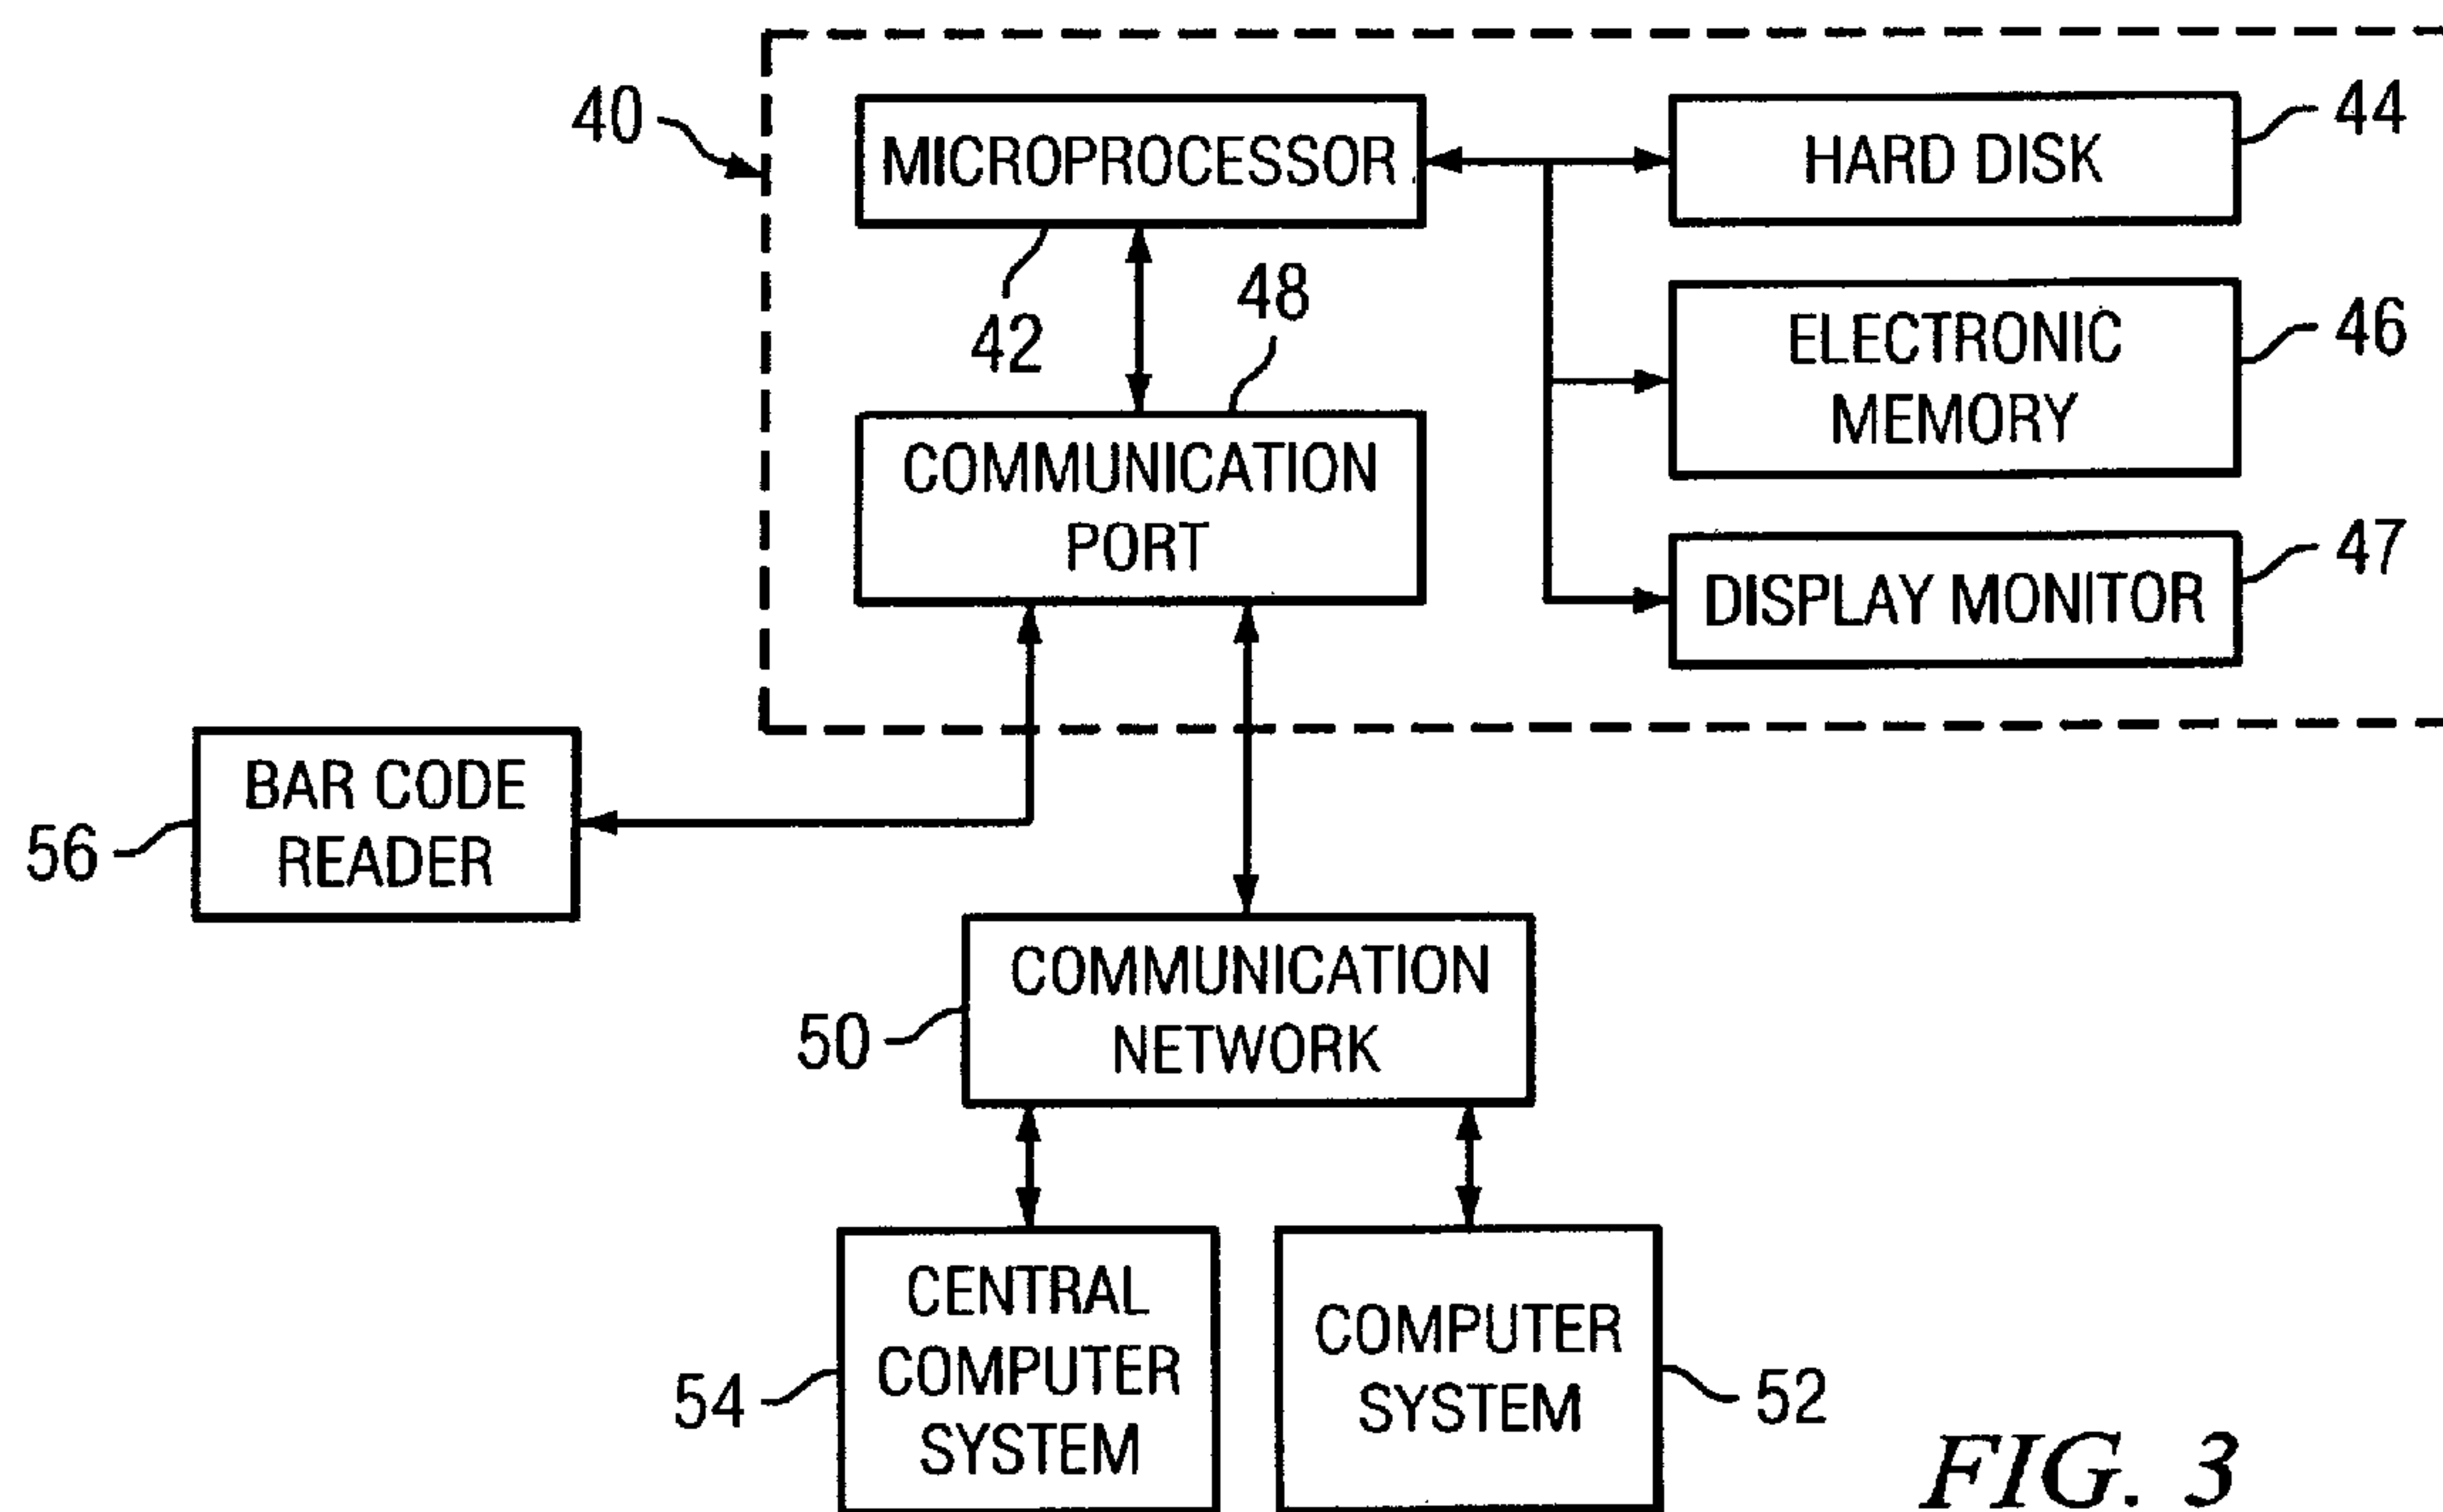 40
MICROPROCESSOR
HARD DISK
44
42
48
ELECTRONIC
MEMORY
46
COMMUNICATION
PORT
DISPLAY MONITOR
47
BAR CODE
READER
56
COMMUNICATION
NETWORK
50
CENTRAL
COMPUTER
SYSTEM
54
COMPUTER
SYSTEM
52
FIG. 3